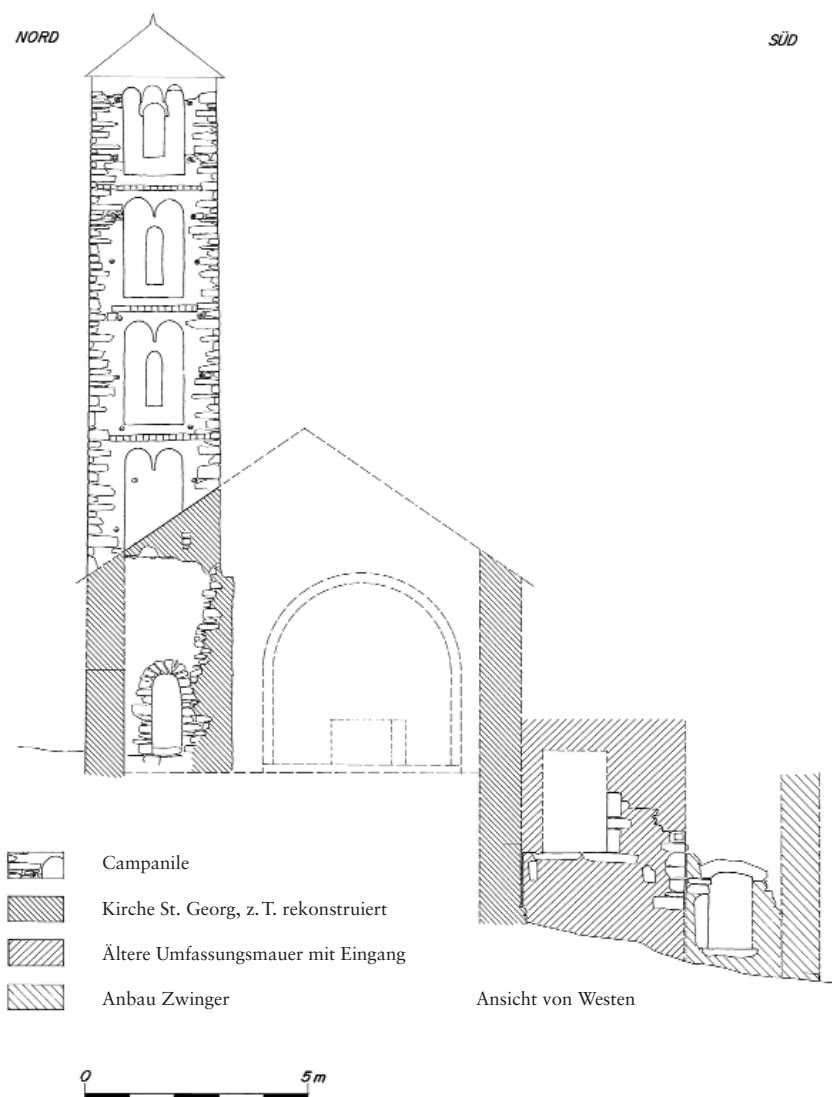 NORD
SÜD
Campanile
Kirche St. Georg, z. T. rekonstruiert
Ältere Umfassungsmauer mit Eingang
Anbau Zwinger
Ansicht von Westen
0 5 m